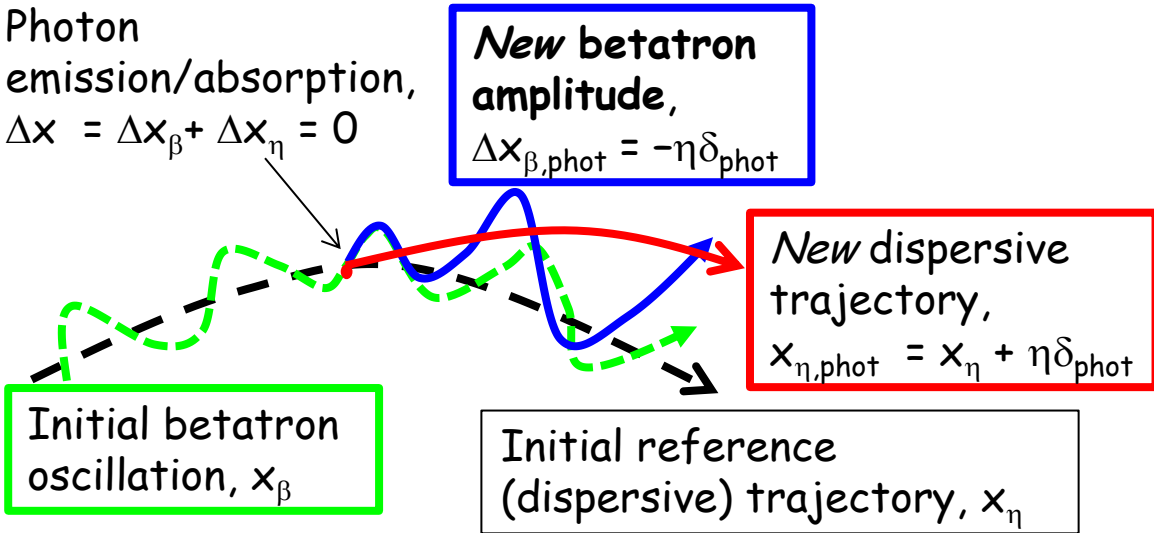 Photon
emission/absorption,
Δx = Δxβ+ Δxη = 0
New betatron
amplitude,
Δxβ,phot = −ηδphot
New dispersive
trajectory,
xη,phot = xη + ηδphot
Initial betatron
oscillation, xβ
Initial reference
(dispersive) trajectory, xη